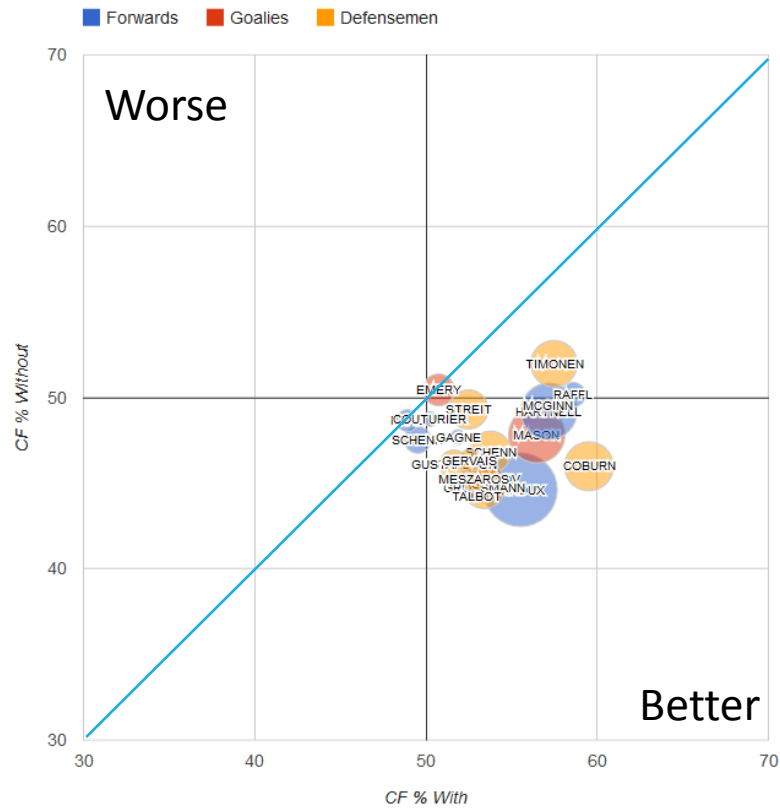 Forwards Goalies Defensemen
70
Worse
60
TIMONEN
50
EMERY
RAFFL
MCGINN
STREIT
HARTNELL
COUTURIER
MASON
SCHEN
GAGNE
SCHENN
GERVAIS
COBURN
MESZAROS
TALBOT
40
Better
30
30 40 50 60 70
CF % Without
CF % With